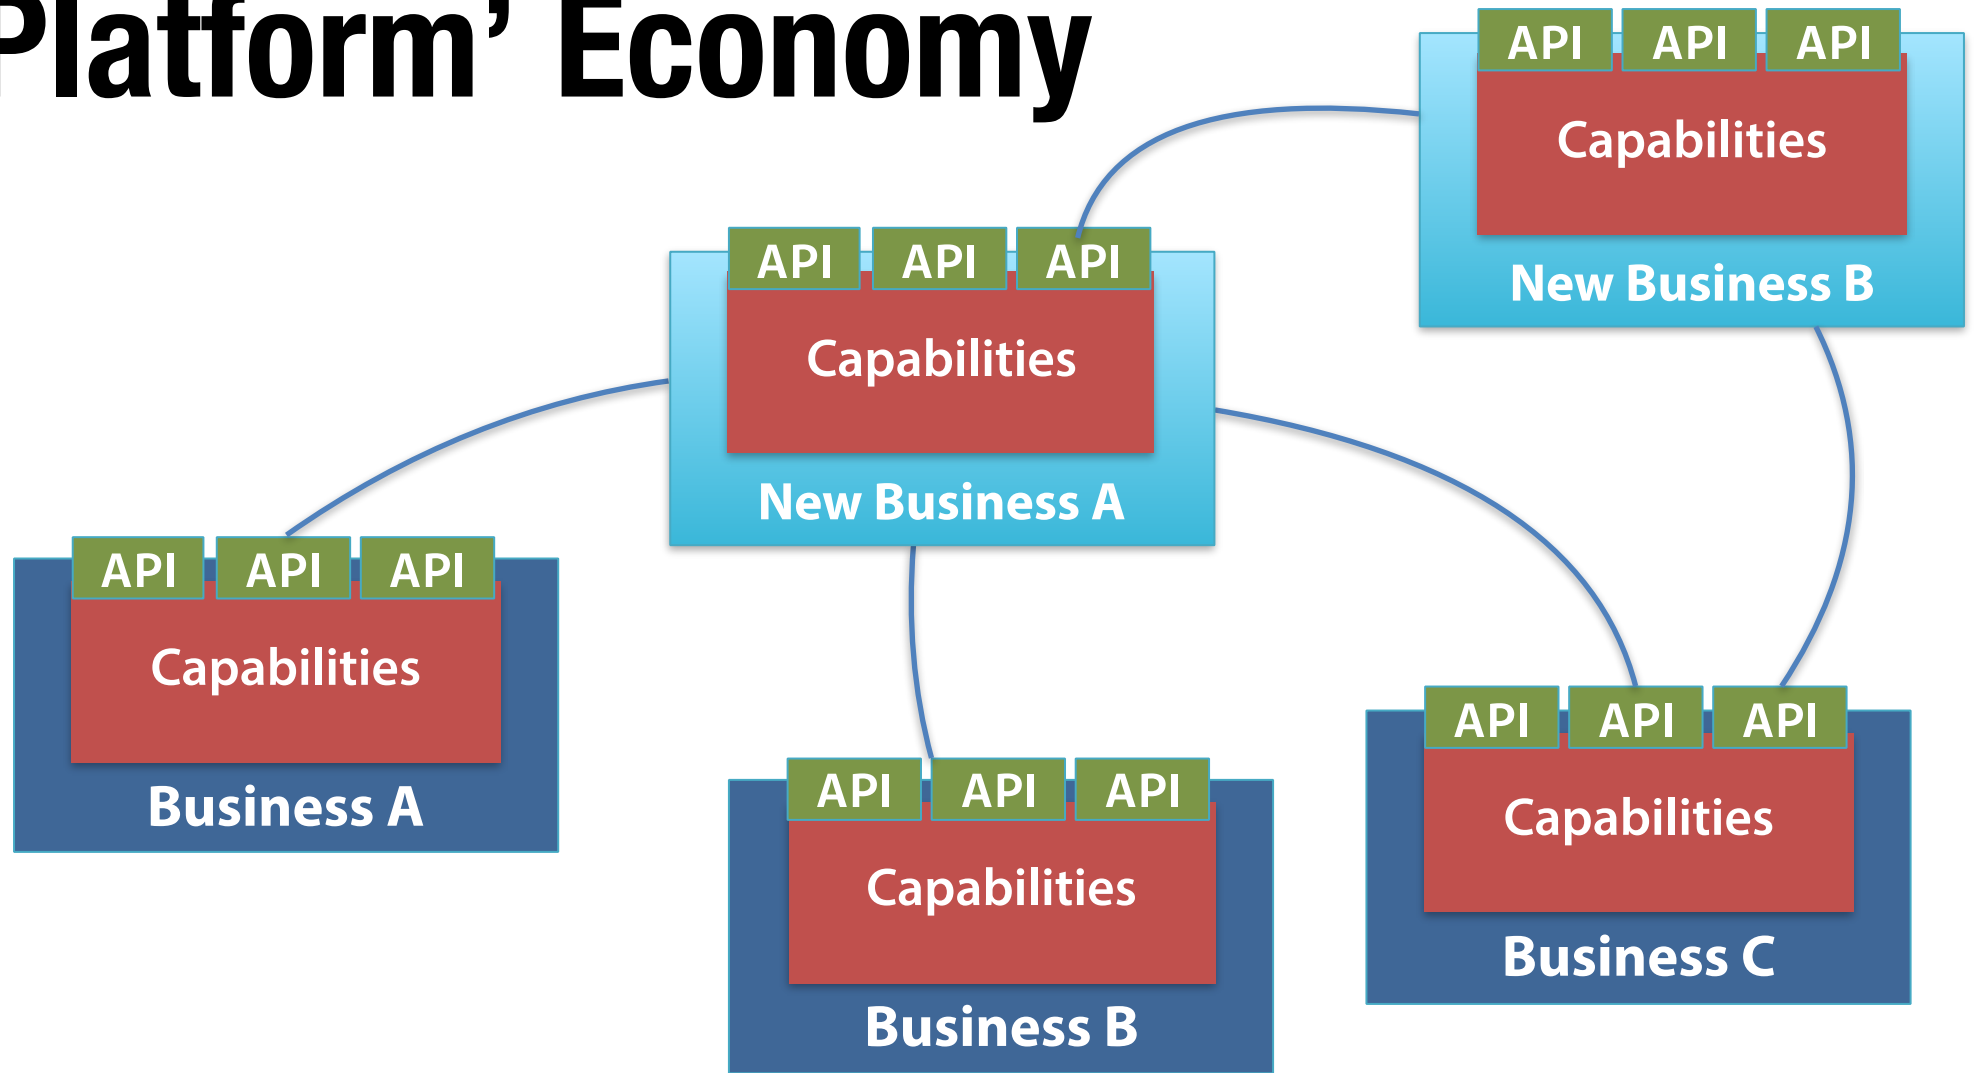 Platform’ Economy
API API API
Capabilities
New Business B
API API API
Capabilities
New Business A
API API API
Capabilities
Business A
API API API
Capabilities
Business B
API API API
Capabilities
Business C